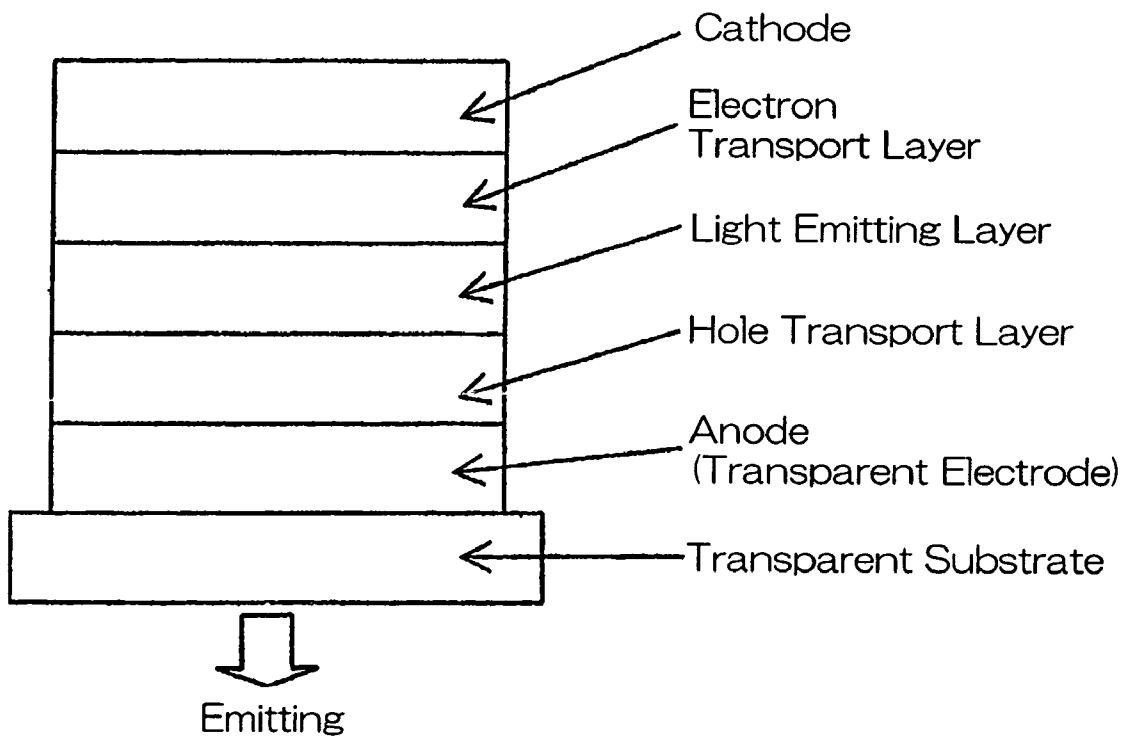 Cathode
Electron
Transport Layer
Light Emitting Layer
Hole Transport Layer
Anode
(Transparent Electrode)
Transparent Substrate
Emitting